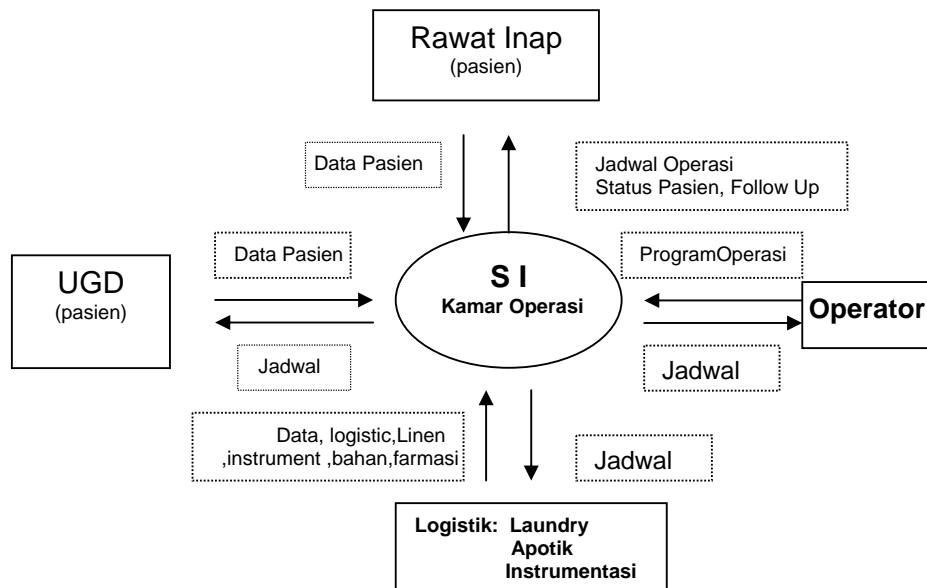 Rawat Inap
(pasien)
Data Pasien
Jadwal Operasi
Status Pasien, Follow Up
Data Pasien
ProgramOperasi
UGD
(pasien)
S I
Kamar Operasi
Operator
Jadwal
Jadwal
Data, logistic,Linen
,instrument ,bahan,farmasi
Jadwal
Logistik: Laundry
Apotik
Instrumentasi